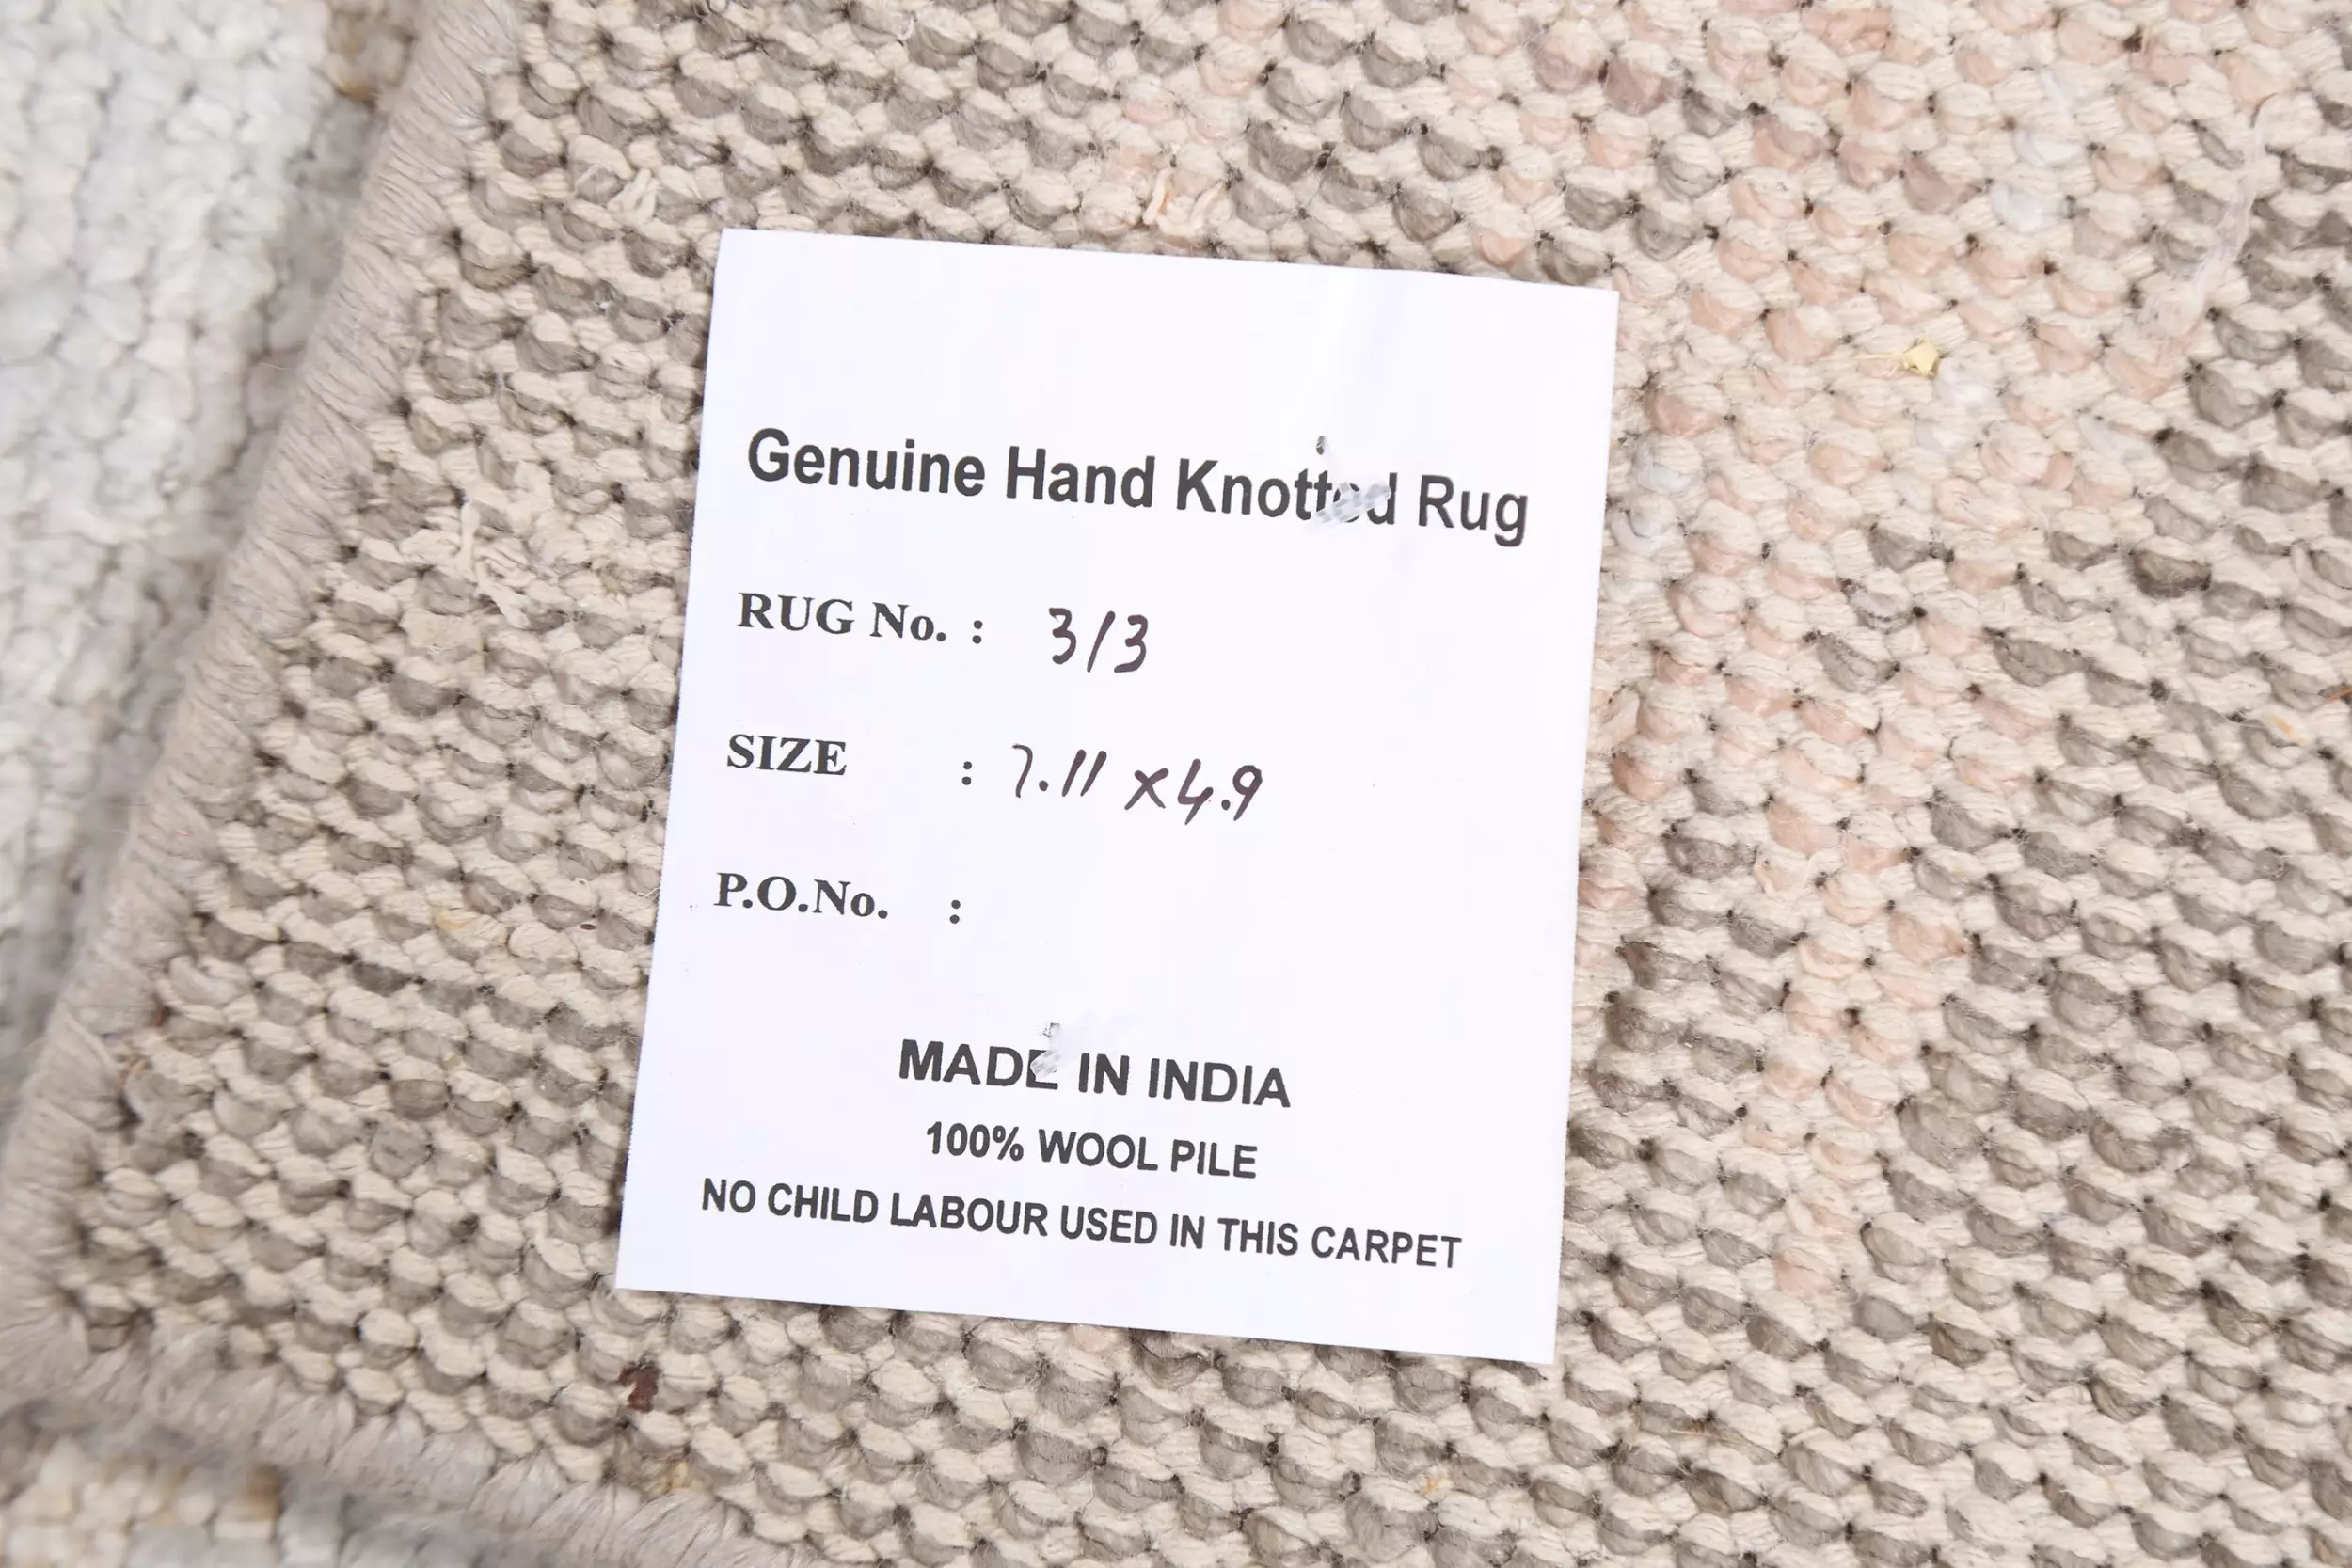 Genuine Hand Knotted Rug
RUG No. : 3/3
SIZE : 7.11 x 4.9
P.O.No. :
MADE IN INDIA
100% WOOL PILE
NO CHILD LABOUR USED IN THIS CARPET